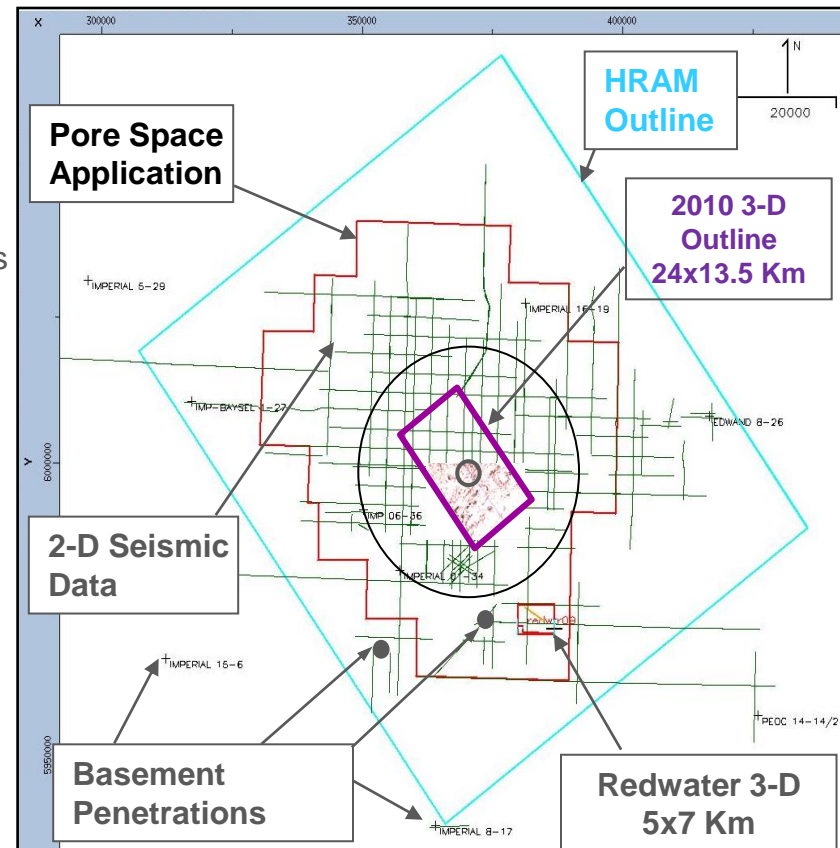 X
300000
350000
400000
N
20000
HRAM
Outline
Pore Space
Application
2010 3-D
Outline
24x13.5 Km
s
IMPERIAL 5-29
IMPERIAL 16-19
IMP-BAYSEL 1-27
EDWAND 8-26
Y
6000000
IMP 06-36
2-D Seismic
Data
IMPERIAL
-34
IMPERIAL 15-6
PEOC 14-14/2
5950000
Basement
Penetrations
Redwater 3-D
5x7 Km
IMPERIAL 8-17